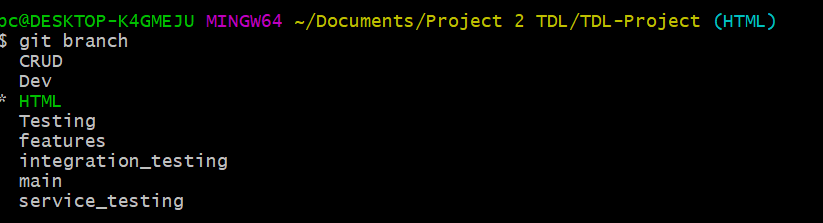 pc@DESKTOP-K4GMEJU MINGW64 ~/Documents/Project 2 TDL/TDL-Project (HTML)
$ git branch
  CRUD
  Dev
* HTML
  Testing
  features
  integration_testing
  main
  service_testing